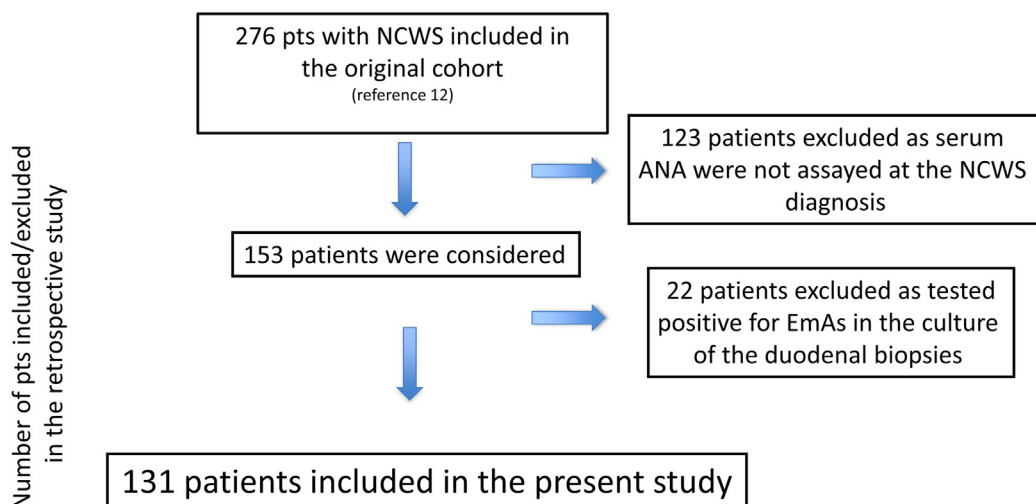 276 pts with NCWS included in
the original cohort
(reference 12)
123 patients excluded as serum
ANA were not assayed at the NCWS
diagnosis
153 patients were considered
22 patients excluded as tested
positive for EmAs in the culture
of the duodenal biopsies
131 patients included in the present study
Number of pts included/excluded
in the retrospective study